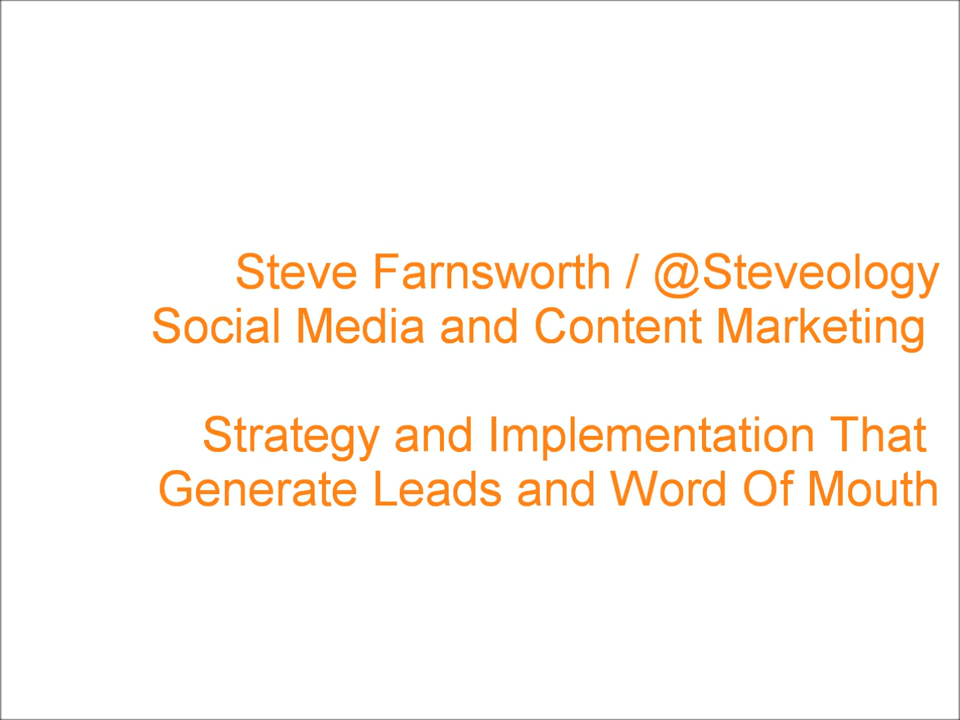 Steve Farnsworth / @Steveology
Social Media and Content Marketing
Strategy and Implementation That
Generate Leads and Word Of Mouth